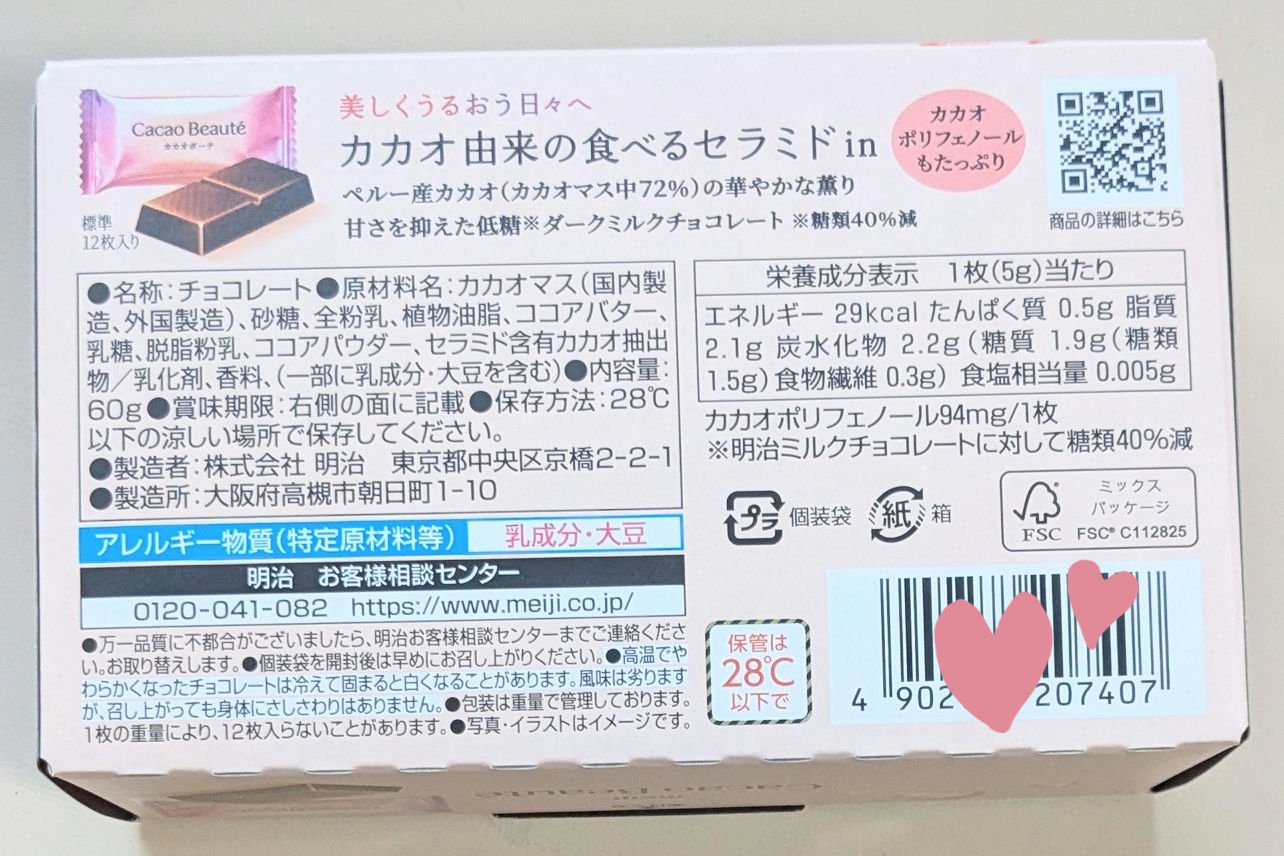 Cacao Beauté
カカオボーテ
標準
12枚入り
美しくうるおう日々へ
カカオ由来の食べるセラミドin
ペルー産カカオ(カカオマス中72%)の華やかな薫り
甘さを抑えた低糖※ダークミルクチョコレート ※糖類40%減
カカオ
ポリフェノール
もたっぷり
商品の詳細はこちら
●名称:チョコレート●原材料名:カカオマス(国内製
造、外国製造)、砂糖、全粉乳、植物油脂、ココアバター、
乳糖、脱脂粉乳、ココアパウダー、セラミド含有カカオ抽出
物/乳化剤、香料、(一部に乳成分・大豆を含む)●内容量:
60g●賞味期限:右側の面に記載●保存方法:28℃
以下の涼しい場所で保存してください。
●製造者:株式会社 明治 東京都中央区京橋2-2-1
●製造所:大阪府高槻市朝日町1-10
アレルギー物質(特定原材料等) 乳成分・大豆
明治 お客様相談センター
0120-041-082 https://www.meiji.co.jp/
●万一品質に不都合がございましたら、明治お客様相談センターまでご連絡くださ
い。お取り替えします。●個装袋を開封後は早めにお召し上がりください。●高温でや
わらかくなったチョコレートは冷えて固まると白くなることがあります。風味は劣ります
が、召し上がっても身体にさしさわりはありません。●包装は重量で管理しております。
1枚の重量により、12枚入らないことがあります。●写真・イラストはイメージです。
栄養成分表示 1枚(5g)当たり
エネルギー 29kcal たんぱく質 0.5g 脂質
2.1g 炭水化物 2.2g(糖質 1.9g(糖類
1.5g)食物繊維 0.3g) 食塩相当量 0.005g
カカオポリフェノール94mg/1枚
※明治ミルクチョコレートに対して糖類40%減
プラ 個装袋 紙 箱
FSC
ミックス
パッケージ
FSC® C112825
保管は
28℃
以下で
4 902 207407
Cacao Beauté